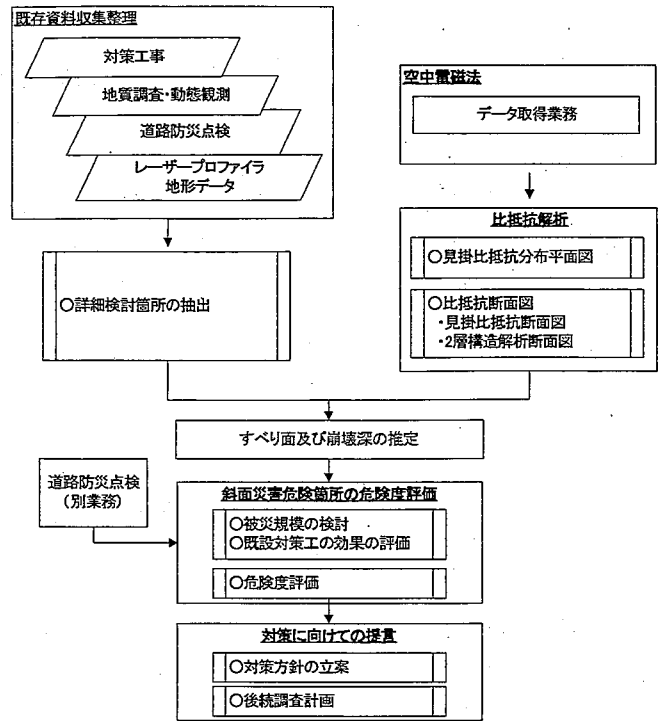 既存資料収集整理
対策工事
地質調査・動態観測
道路防災点検
レーザープロファイラ
地形データ
空中電磁法
データ取得業務
比抵抗解析
〇見掛比抵抗分布平面図
〇比抵抗断面図
・見掛比抵抗断面図
・2層構造解析断面図
〇詳細検討箇所の抽出
すべり面及び崩壊深の推定
道路防災点検
（別業務）
斜面災害危険箇所の危険度評価
〇被災規模の検討
〇既設対策工の効果の評価
〇危険度評価
対策に向けての提言
〇対策方針の立案
〇後続調査計画